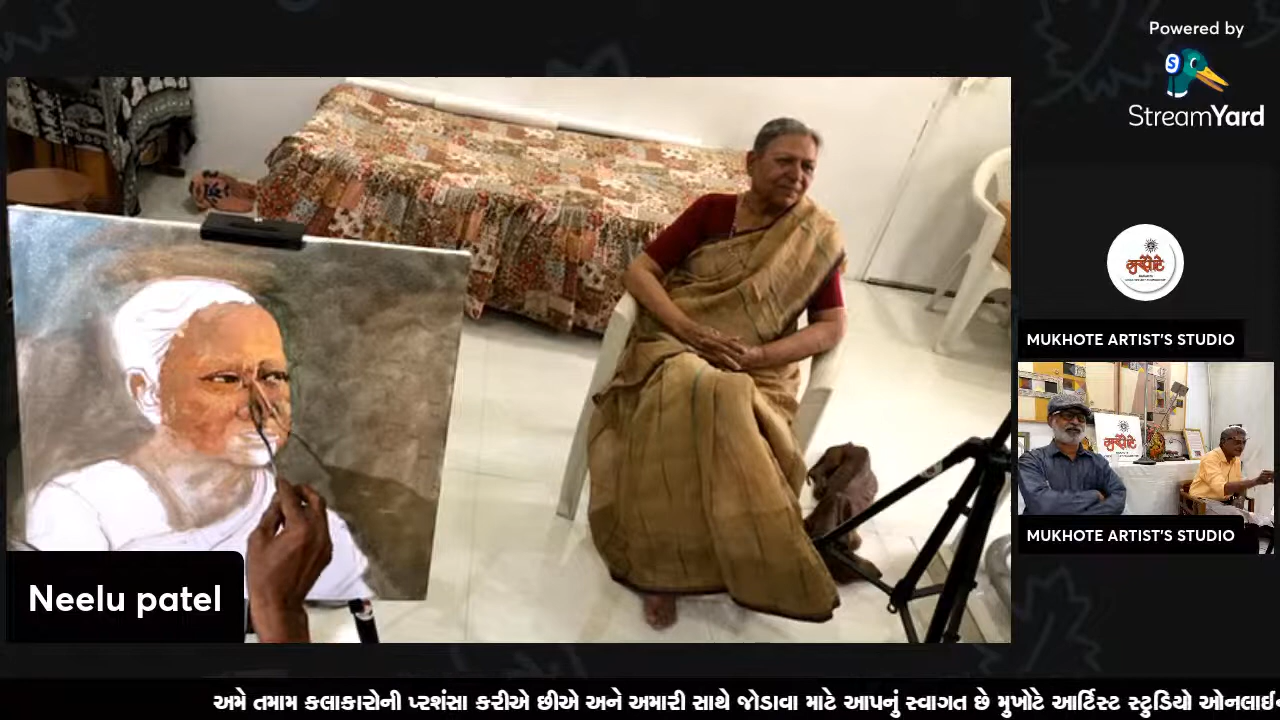 Powered by
S
StreamYard
મુખોટે
MUKHOTE ARTIST'S STUDIO
મુખોટે
MUKHOTE ARTIST'S STUDIO
Neelu patel
અમે તમામ કલાકારોની પ્રશંસા કરીએ છીએ અને અમારી સાથે જોડાવા માટે આપનું સ્વાગત છે મુખોટે આર્ટિસ્ટ સ્ટુડિયો ઓનલાઈ